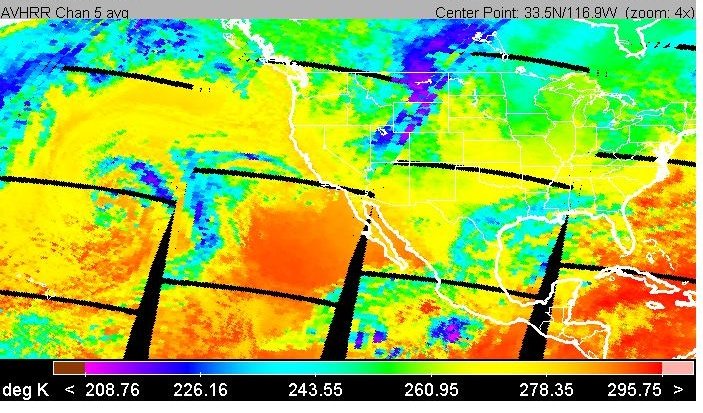 AVHRR Chan 5 avg Center Point: 33.5N/116.9W (zoom: 4x)
deg K < 208.76 226.16 243.55 260.95 278.35 295.75 >